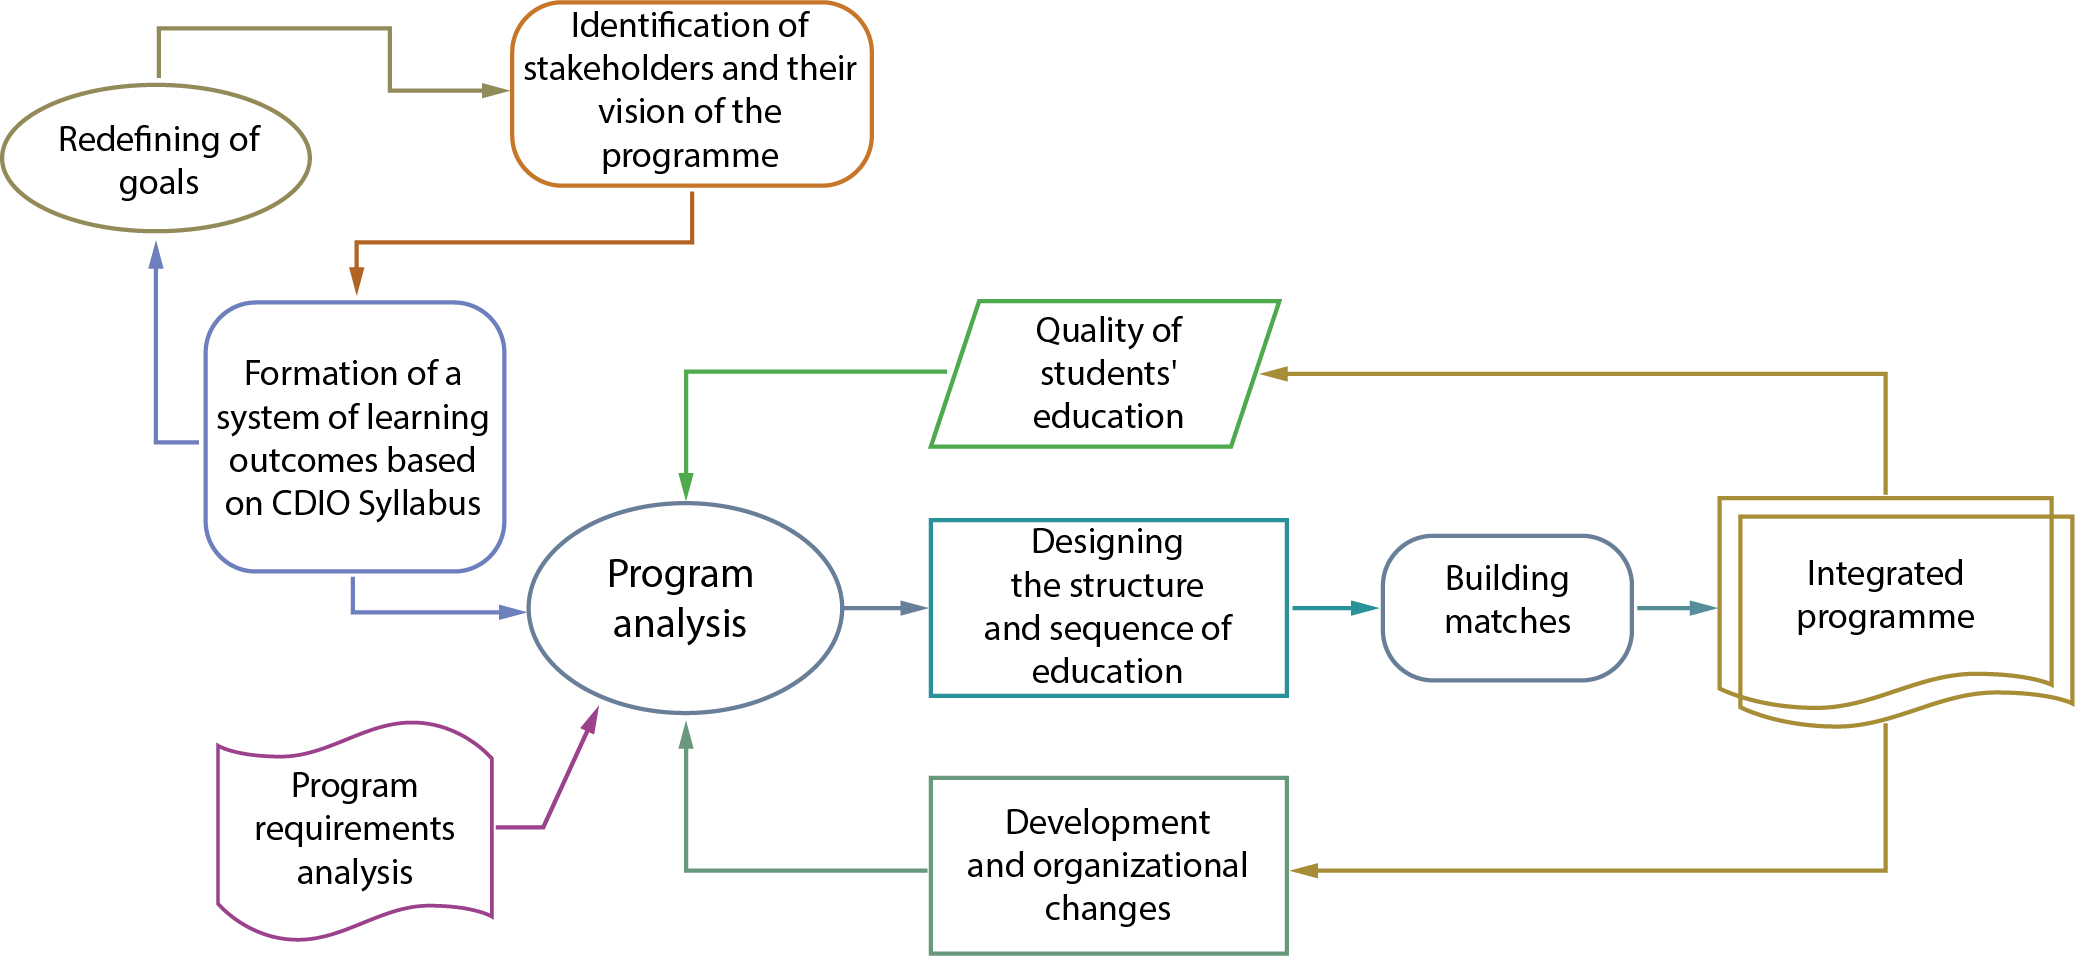 Identification of
stakeholders and their
vision of the
programme
Redefining of
goals
Formation of a
system of learning
outcomes based
on CDIO Syllabus
Quality of
students'
education
Program
analysis
Designing
the structure
and sequence of
education
Building
matches
Integrated
programme
Program
requirements
analysis
Development
and organizational
changes